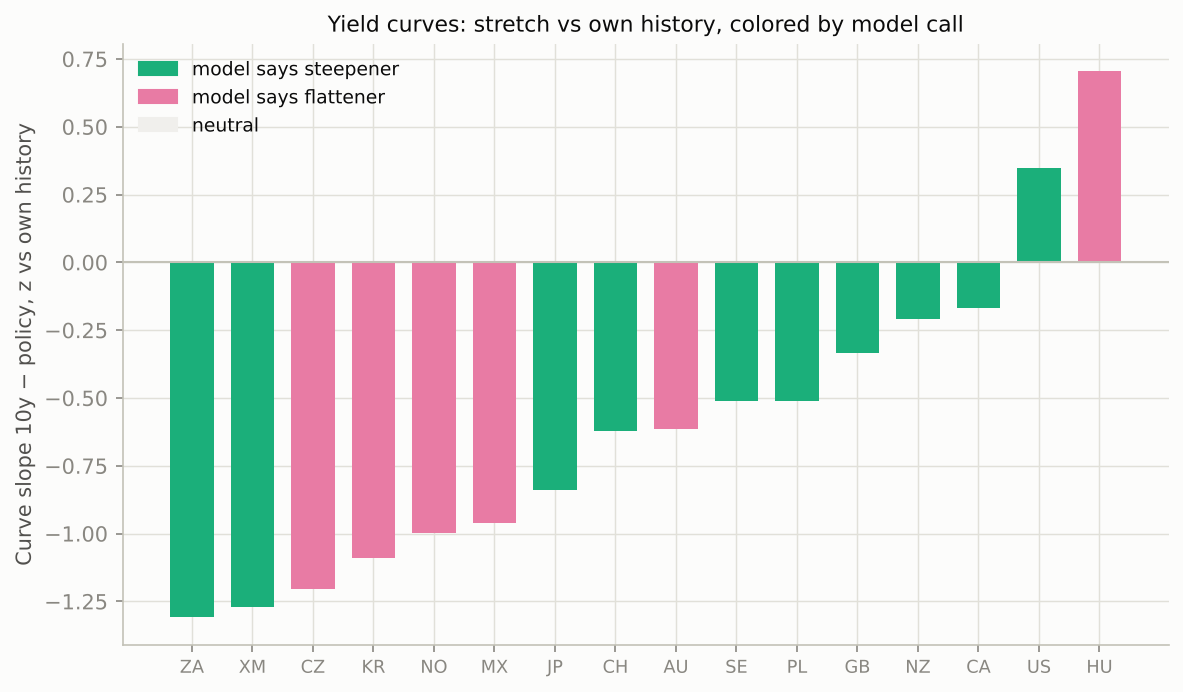 Yield curves: stretch vs own history, colored by model call
model says steepener
model says flattener
neutral
Curve slope 10y − policy, z vs own history
0.75
0.50
0.25
0.00
−0.25
−0.50
−0.75
−1.00
−1.25
ZA XM CZ KR NO MX JP CH AU SE PL GB NZ CA US HU